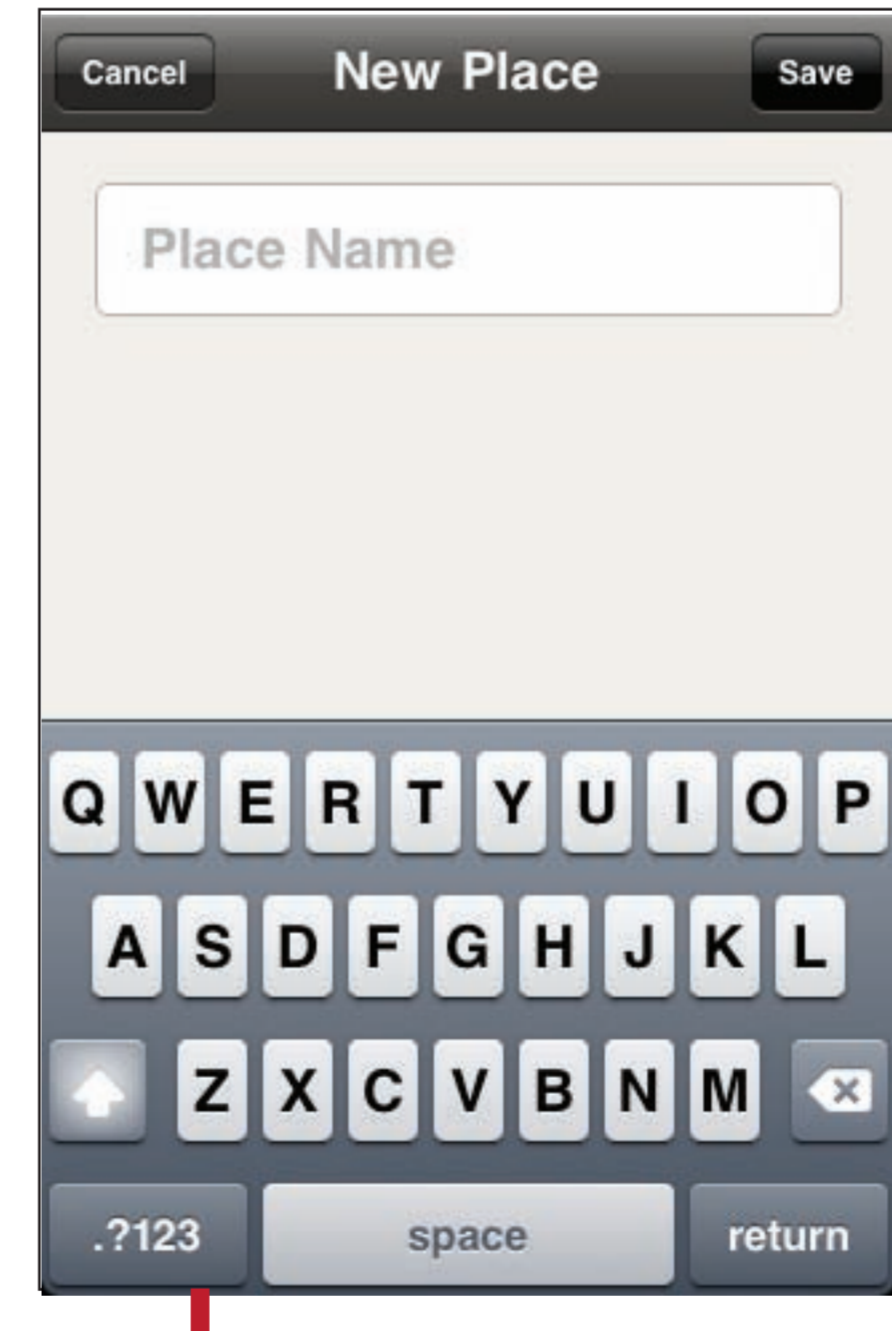 Cancel New Place Save
Place Name
Q W E R T Y U I O P
A S D F G H J K L
Z X C V B N M
.?123 space return